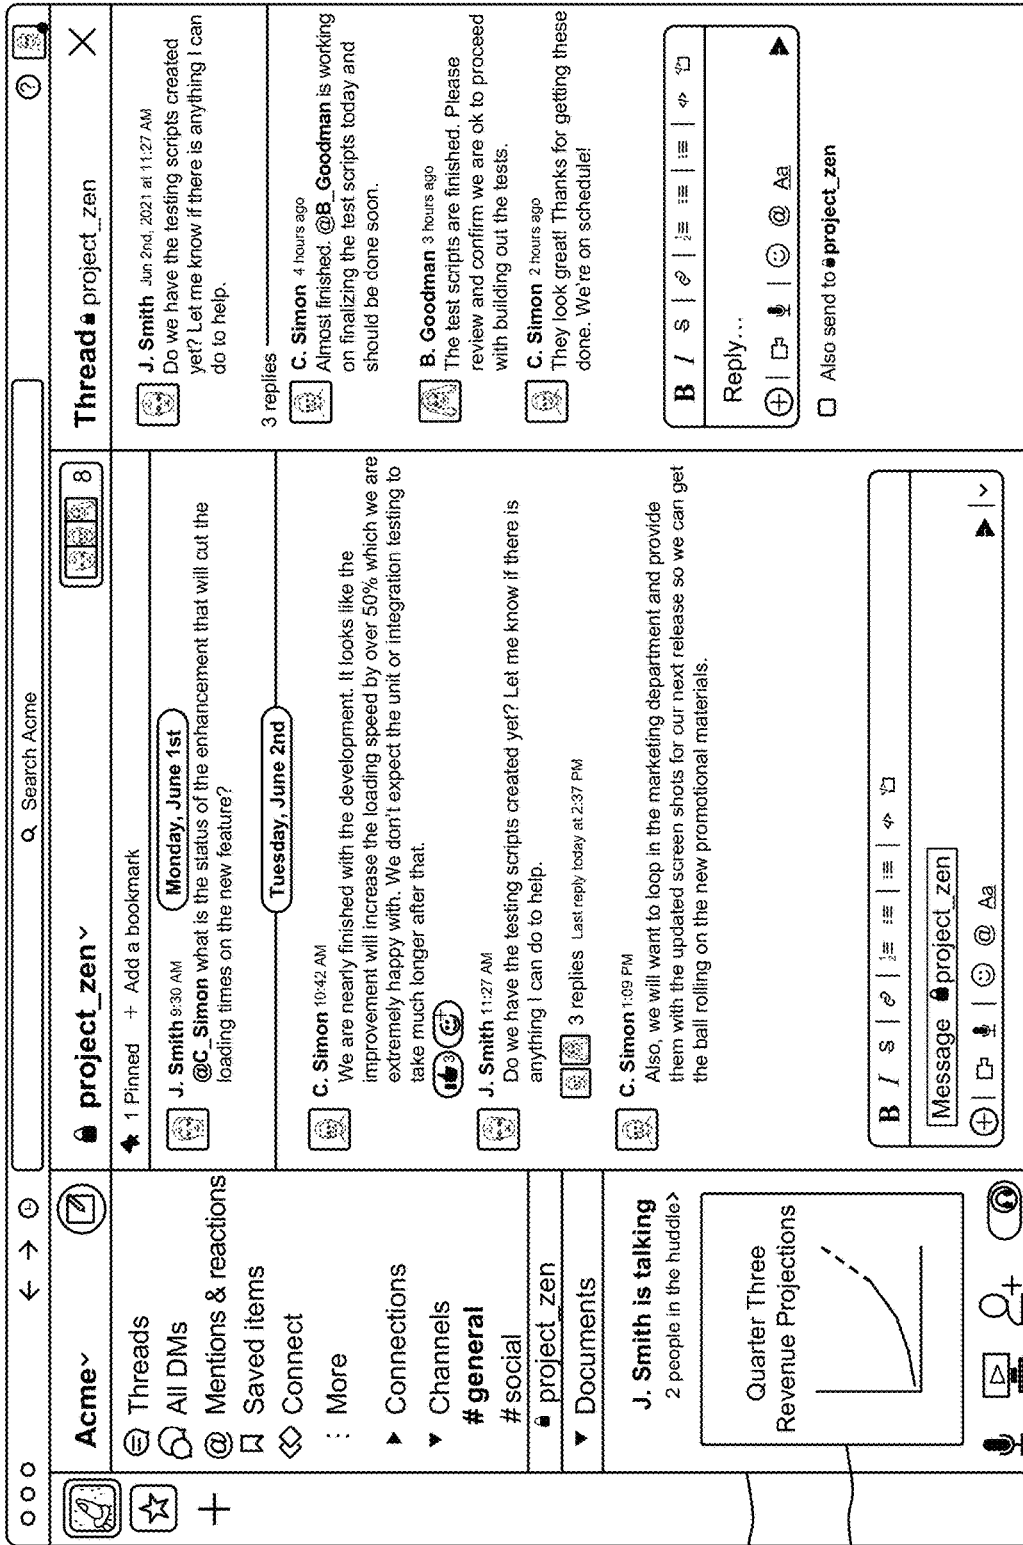 Search Acme
Acme
Threads
All DMs
@ Mentions & reactions
Saved items
Connect
More
Connections
Channels
# general
# social
project_zen
Documents
J. Smith is talking
2 people in the huddle>
Quarter Three
Revenue Projections
project_zen
8
1 Pinned + Add a bookmark
Monday, June 1st
J. Smith 9:30 AM
@C_Simon what is the status of the enhancement that will cut the
loading times on the new feature?
Tuesday, June 2nd
C. Simon 10:42 AM
We are nearly finished with the development. It looks like the
improvement will increase the loading speed by over 50% which we are
extremely happy with. We don't expect the unit or integration testing to
take much longer after that.
3
J. Smith 11:27 AM
Do we have the testing scripts created yet? Let me know if there is
anything I can do to help.
3 replies Last reply today at 2:37 PM
C. Simon 1:09 PM
Also, we will want to loop in the marketing department and provide
them with the updated screen shots for our next release so we can get
the ball rolling on the new promotional materials.
B I S
Message project_zen
@ Aa
Thread project_zen
J. Smith Jun 2nd, 2021 at 11:27 AM
Do we have the testing scripts created
yet? Let me know if there is anything I can
do to help.
3 replies
C. Simon 4 hours ago
Almost finished. @B_Goodman is working
on finalizing the test scripts today and
should be done soon.
B. Goodman 3 hours ago
The test scripts are finished. Please
review and confirm we are ok to proceed
with building out the tests.
C. Simon 2 hours ago
They look great! Thanks for getting these
done. We're on schedule!
B I S
Reply...
@ Aa
Also send to project_zen